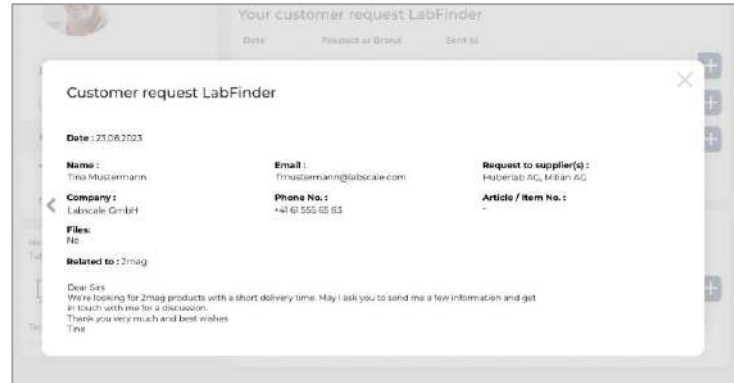 Your customer request LabFinder
Date Product or Brand Sent to
Customer request LabFinder
Date : 23.08.2023
Name : Email : Request to supplier(s) :
Tina Mustermann Tmustermann@labscale.com Huberlab AG, Milian AG
Company : Phone No. : Article / Item No. :
Labscale GmbH +41 61 555 65 83 -
Files:
No
Related to : 2mag
Dear Sirs
We're looking for 2mag products with a short delivery time. May I ask you to send me a few information and get
in touch with me for a discussion.
Thank you very much and best wishes
Tina